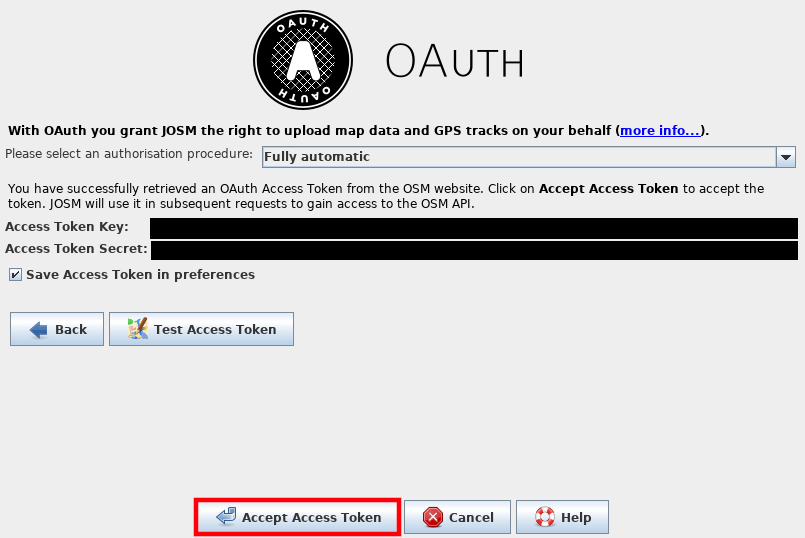 OAUTH
OAUTH
OAUTH
With OAuth you grant JOSM the right to upload map data and GPS tracks on your behalf (more info...).
Please select an authorisation procedure: Fully automatic
You have successfully retrieved an OAuth Access Token from the OSM website. Click on Accept Access Token to accept the
token. JOSM will use it in subsequent requests to gain access to the OSM API.
Access Token Key:
Access Token Secret:
Save Access Token in preferences
Back Test Access Token
Accept Access Token Cancel Help